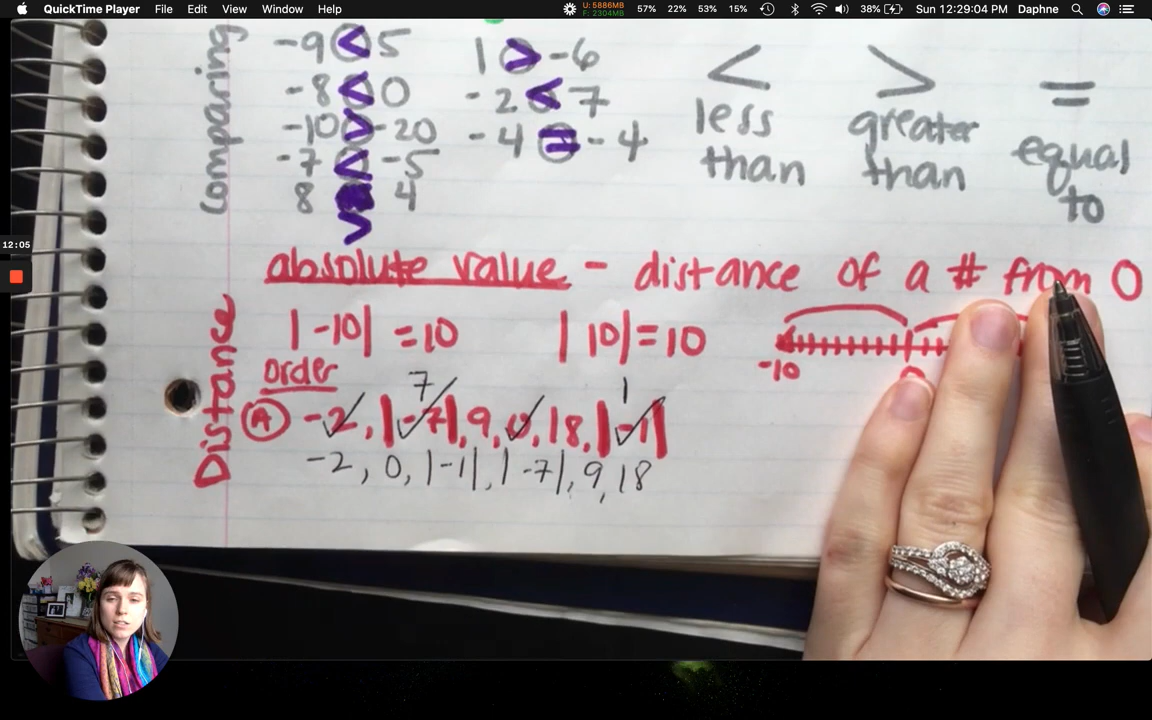 QuickTime Player File Edit View Window Help U: 5886MB F: 2304MB 57% 22% 53% 15% 38% Sun 12:29:04 PM Daphne
12:05
Comparing
-9 < 5
-8 < 0
-10 > -20
-7 < -5
8 > 4
1 > -6
-2 < 7
-4 = -4
< less than
> greater than
= equal to
Distance
absolute value - distance of a # from 0
|-10| = 10 |10| = 10
-10 0
Order
7 1
A -2, |-7|, 9, 0, 18, |-1|
-2, 0, |-1|, |-7|, 9, 18